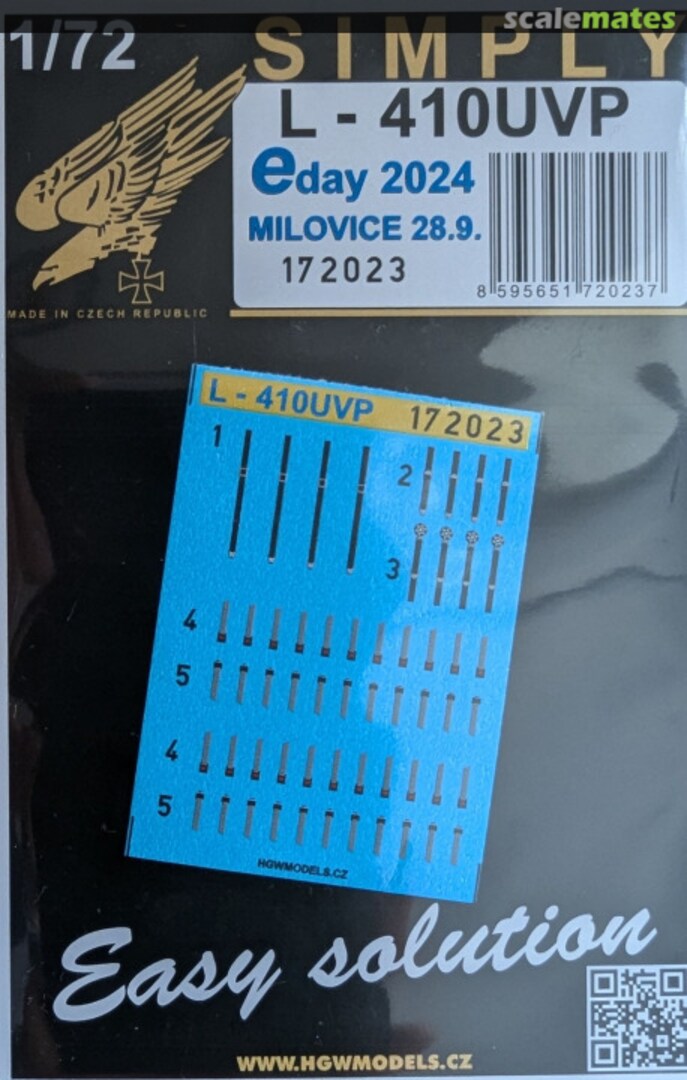 scalemates
1/72
SIMPLY
L - 410UVP
eday 2024
MILOVICE 28.9.
172023
8 595651 720237
MADE IN CZECH REPUBLIC
L - 410UVP 172023
1
2
3
4
5
4
5
HGWMODELS.CZ
Easy solution
WWW.HGWMODELS.CZ